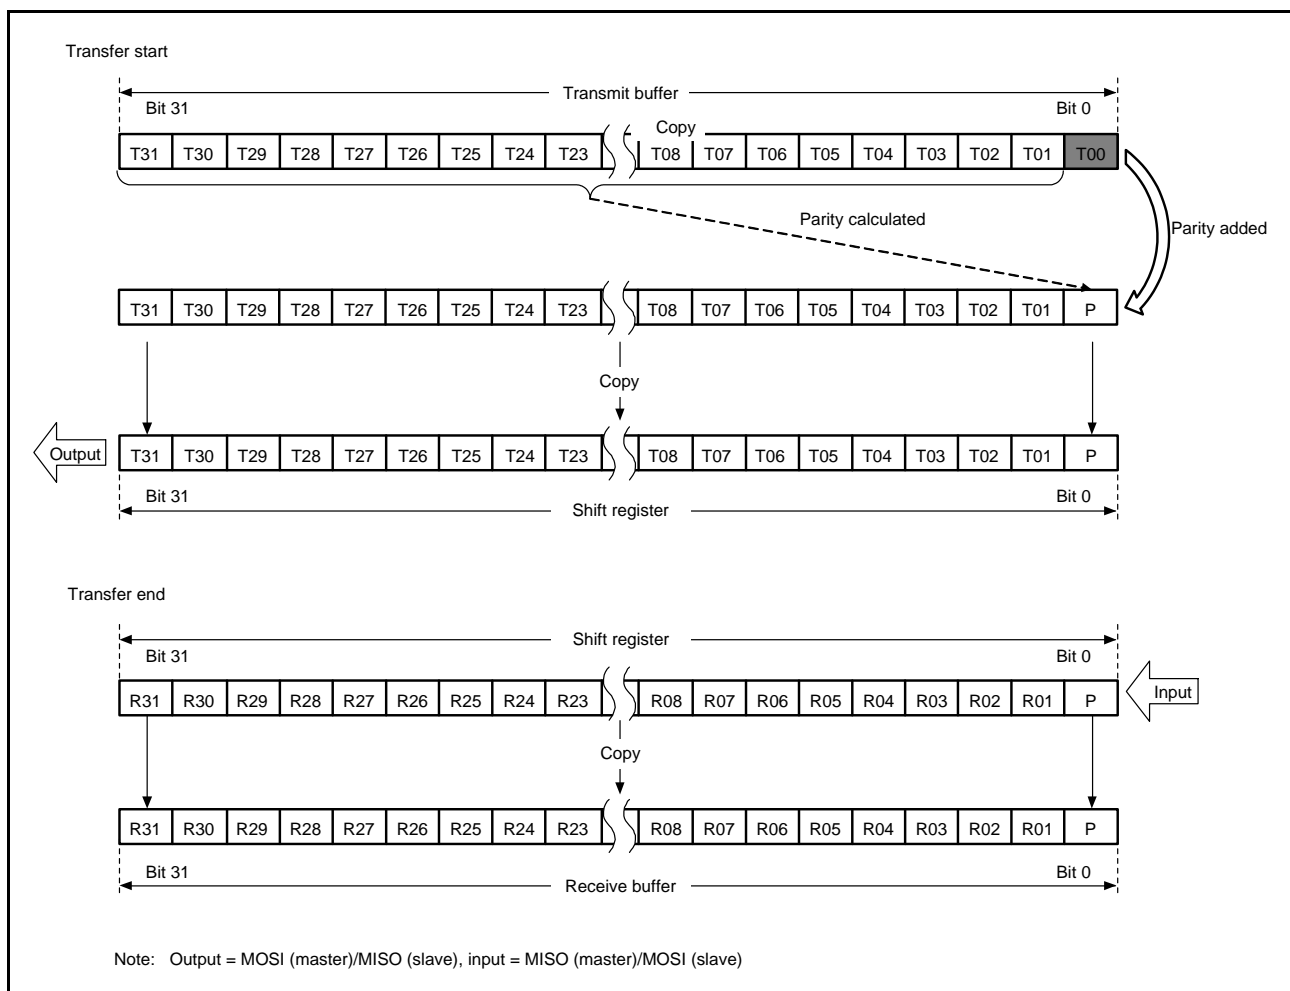 Transfer start
Transmit buffer
Bit 31 Bit 0
Copy
T31 T30 T29 T28 T27 T26 T25 T24 T23 T08 T07 T06 T05 T04 T03 T02 T01 T00
Parity calculated
Parity added
T31 T30 T29 T28 T27 T26 T25 T24 T23 T08 T07 T06 T05 T04 T03 T02 T01 P
Copy
Output
T31 T30 T29 T28 T27 T26 T25 T24 T23 T08 T07 T06 T05 T04 T03 T02 T01 P
Bit 31 Bit 0
Shift register
Transfer end
Shift register
Bit 31 Bit 0
R31 R30 R29 R28 R27 R26 R25 R24 R23 R08 R07 R06 R05 R04 R03 R02 R01 P
Input
Copy
R31 R30 R29 R28 R27 R26 R25 R24 R23 R08 R07 R06 R05 R04 R03 R02 R01 P
Bit 31 Bit 0
Receive buffer
Note: Output = MOSI (master)/MISO (slave), input = MISO (master)/MOSI (slave)